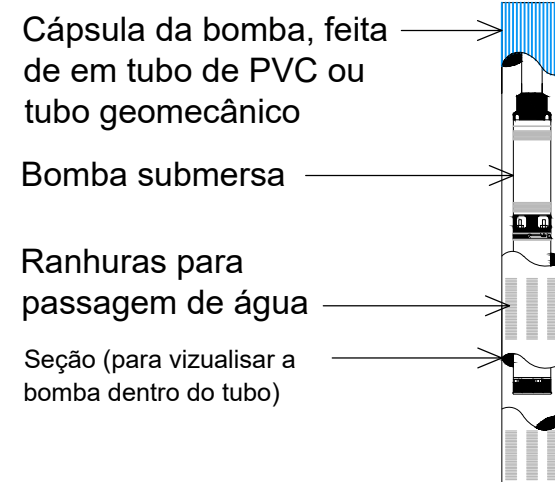 Cápsula da bomba, feita
de em tubo de PVC ou
tubo geomecânico
Bomba submersa
Ranhuras para
passagem de água
Seção (para vizualisar a
bomba dentro do tubo)